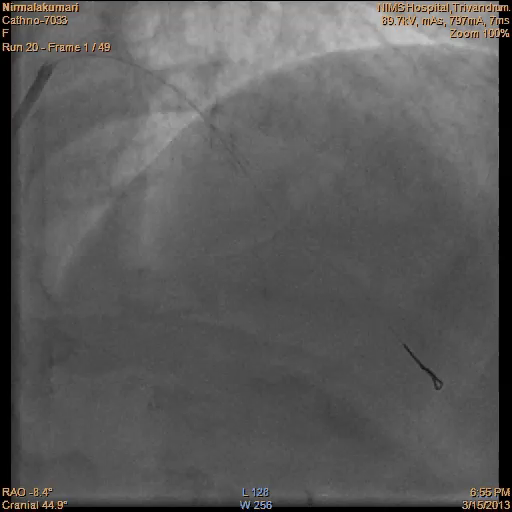 Nirmalakumari
Cathno-7033
F
Run 20 - Frame 1 / 49
NIMS Hospital,Trivandrum
89.7kV, mAs, 797mA, 7ms
Zoom 100%
RAO -8.4°
Cranial 44.9°
L 128
W 256
6:55 PM
3/15/2013